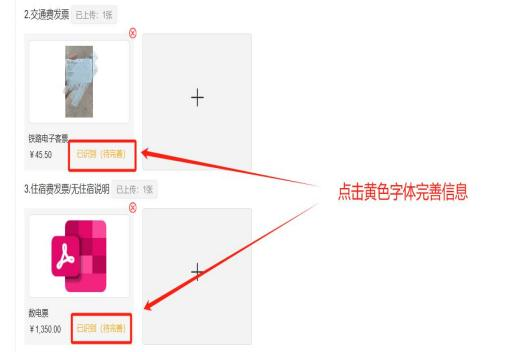 2.交通费发票 已上传：1张
铁路电子客票
￥45.50 已识别（待完善）
点击黄色字体完善信息
3.住宿费发票/无住宿说明 已上传：1张
数电票
￥1,350.00 已识别（待完善）